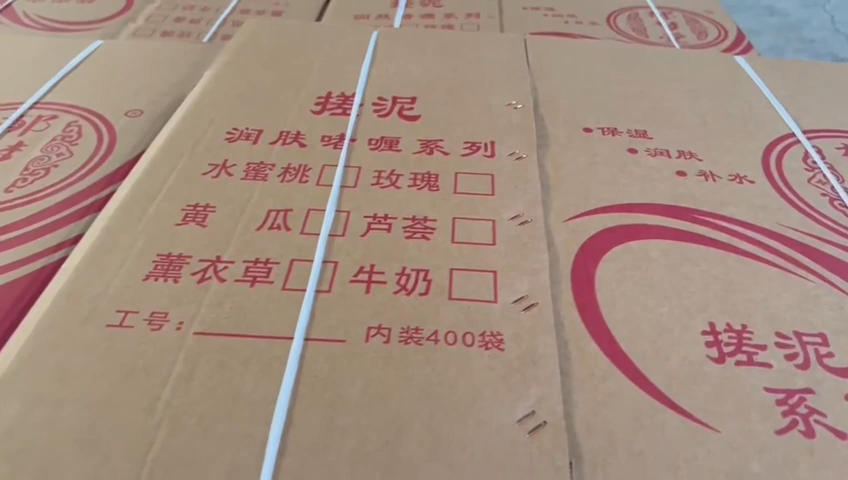 搓泥
润肤啫喱系列
水蜜桃 玫瑰
黄瓜 芦荟
薰衣草 牛奶
工号:
内装400袋
•保湿
•润肤
•补水
搓泥
系